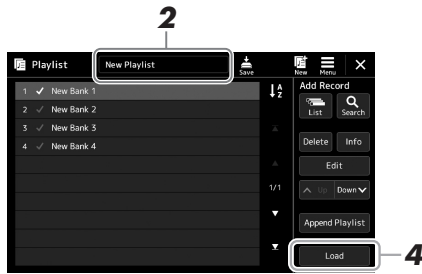 2
Playlist New Playlist Save New Menu
1 New Bank 1
2 New Bank 2
3 New Bank 3
4 New Bank 4
A
Z
1/1
Add Record
List Search
Delete Info
Edit
Up Down
Append Playlist
Load
4